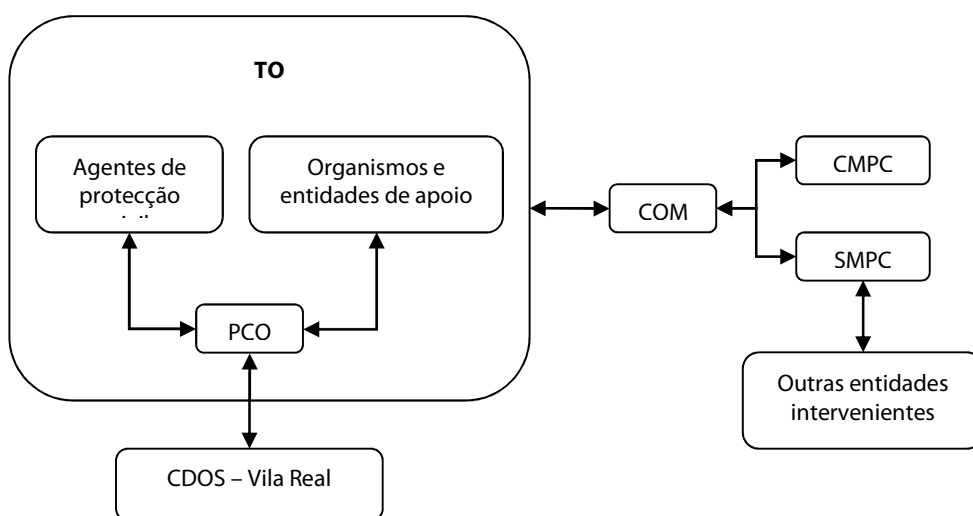 TO
Agentes de
protecção
Organismos e
entidades de apoio
PCO
CDOS – Vila Real
COM
CMPC
SMPC
Outras entidades
intervenientes